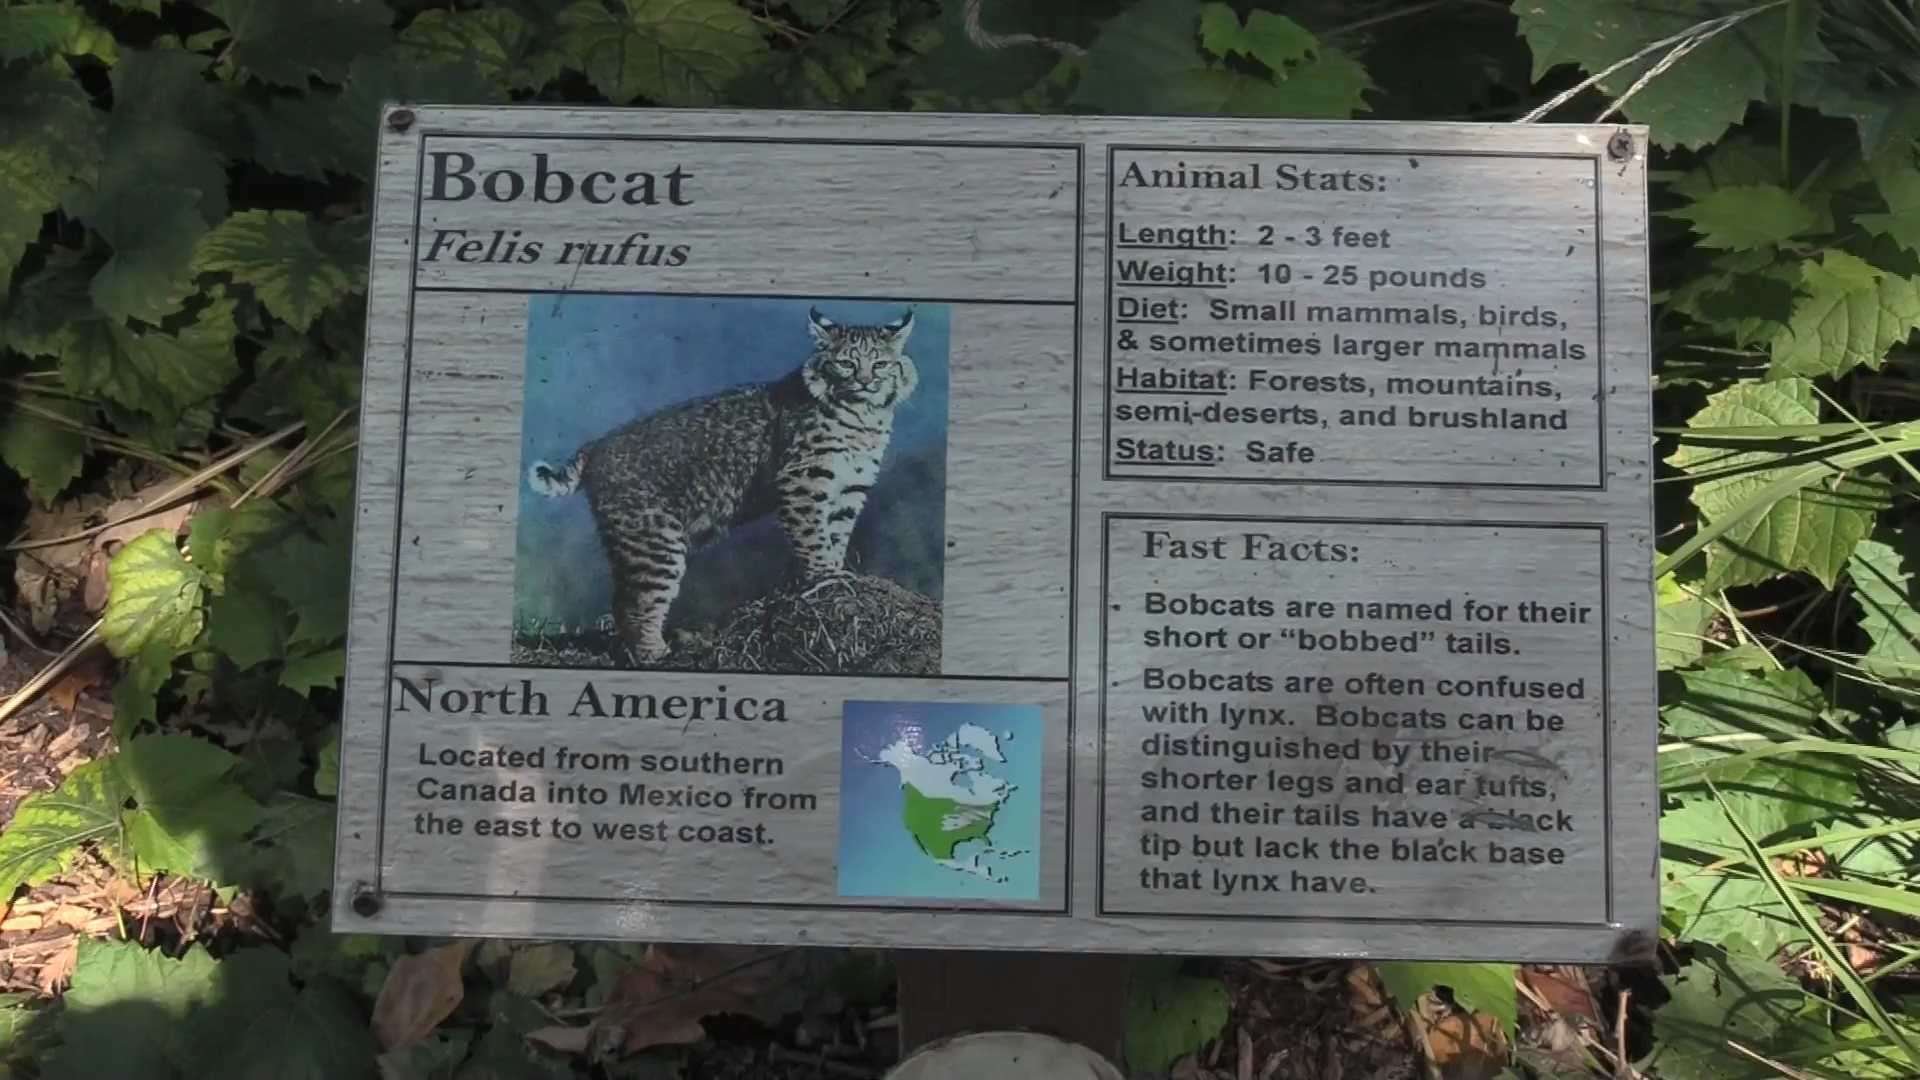 Bobcat
Felis rufus
North America
Located from southern
Canada into Mexico from
the east to west coast.
Animal Stats:
Length: 2 - 3 feet
Weight: 10 - 25 pounds
Diet: Small mammals, birds,
& sometimes larger mammals
Habitat: Forests, mountains,
semi-deserts, and brushland
Status: Safe
Fast Facts:
• Bobcats are named for their
short or “bobbed” tails.
• Bobcats are often confused
with lynx. Bobcats can be
distinguished by their
shorter legs and ear tufts,
and their tails have a black
tip but lack the black base
that lynx have.